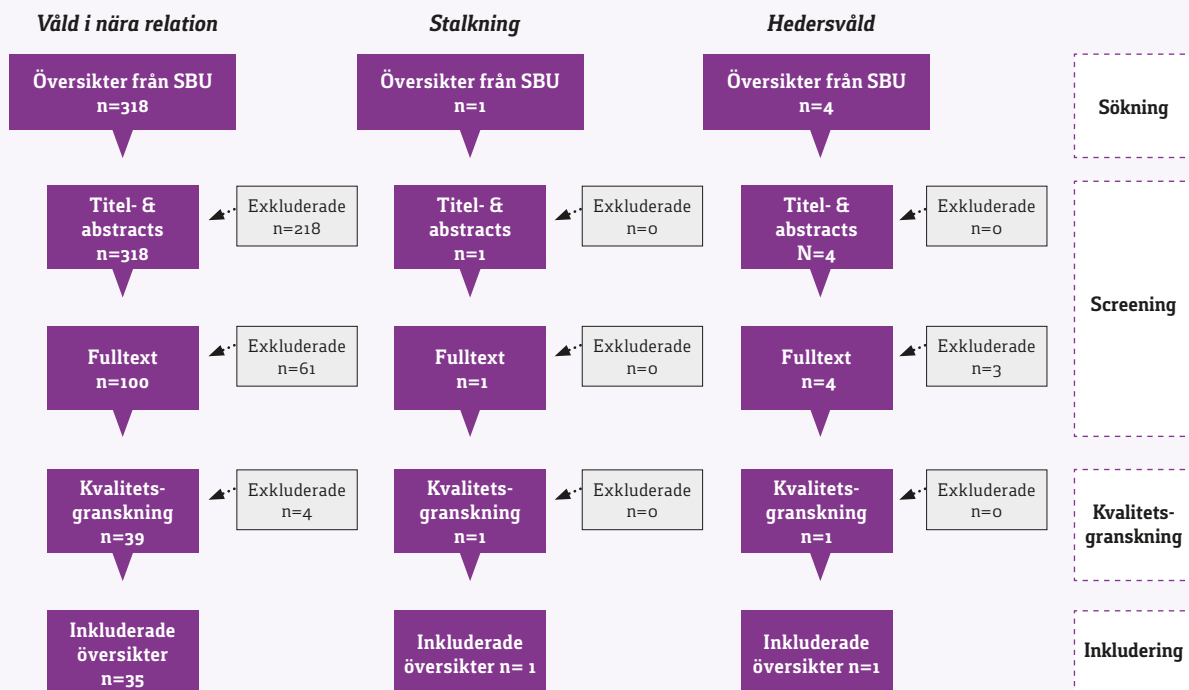 Våld i nära relation
Stalkning
Hedersvåld
Översikter från SBU
n=318
Översikter från SBU
n=1
Översikter från SBU
n=4
Sökning
Titel- &
abstracts
n=318
Exkluderade
n=218
Titel- &
abstracts
n=1
Exkluderade
n=0
Titel- &
abstracts
N=4
Exkluderade
n=0
Screening
Fulltext
n=100
Exkluderade
n=61
Fulltext
n=1
Exkluderade
n=0
Fulltext
n=4
Exkluderade
n=3
Kvalitets-
granskning
n=39
Exkluderade
n=4
Kvalitets-
granskning
n=1
Exkluderade
n=0
Kvalitets-
granskning
n=1
Exkluderade
n=0
Kvalitets-
granskning
Inkluderade
översikter
n=35
Inkluderade
översikter n= 1
Inkluderade
översikter n=1
Inkludering